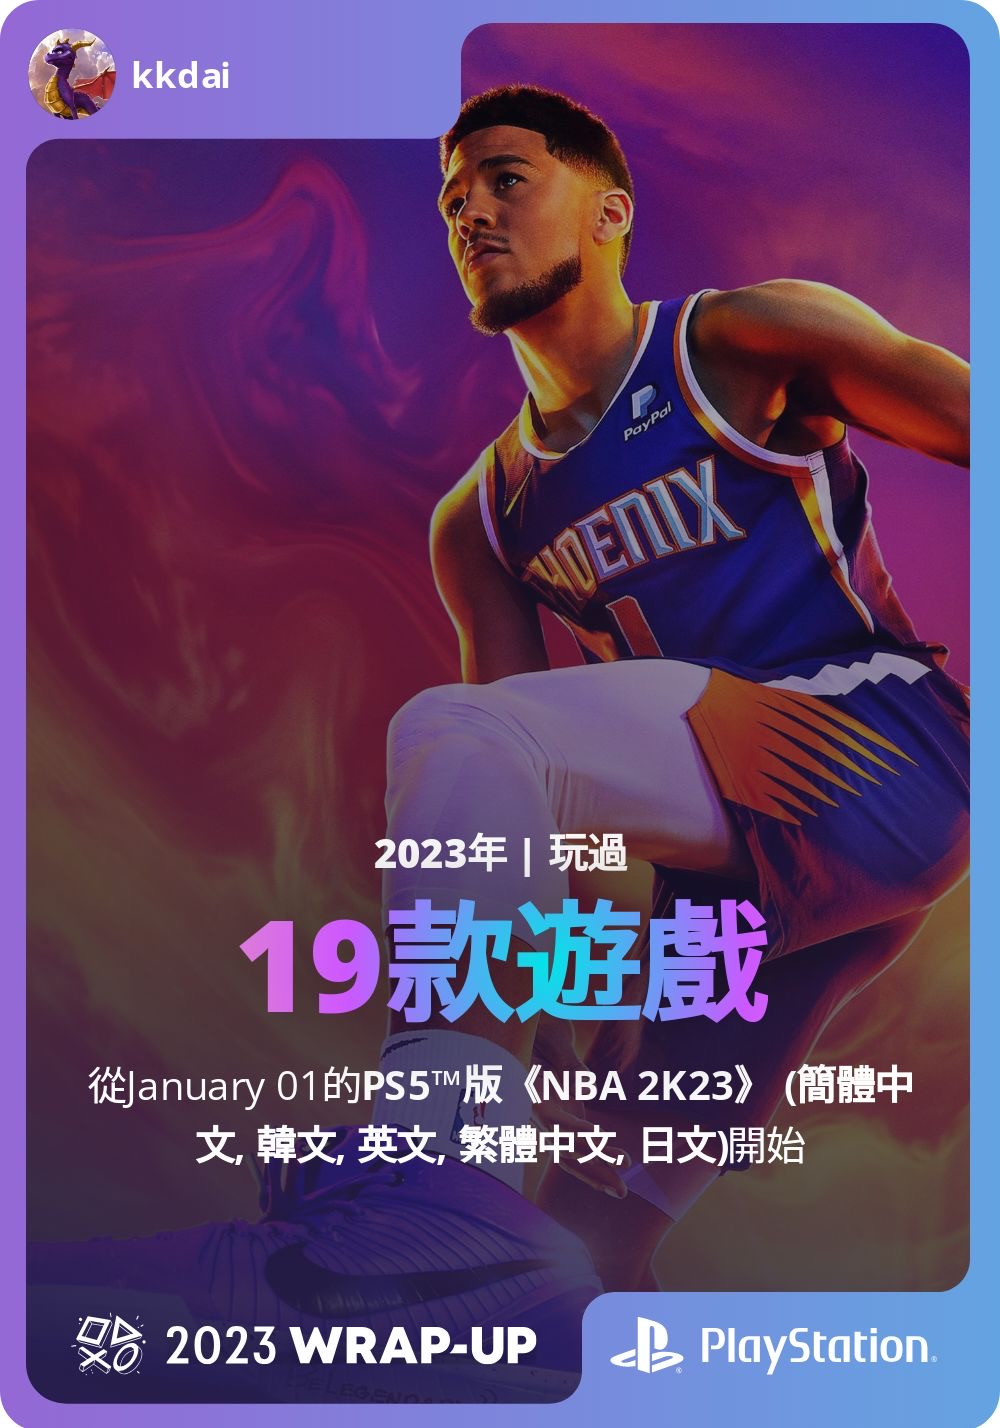 kkdai
PayPal
PHOENIX
1
2023年 | 玩過
19款遊戲
從January 01的PS5™版《NBA 2K23》 (簡體中
文, 韓文, 英文, 繁體中文, 日文)開始
2023 WRAP-UP
PlayStation®